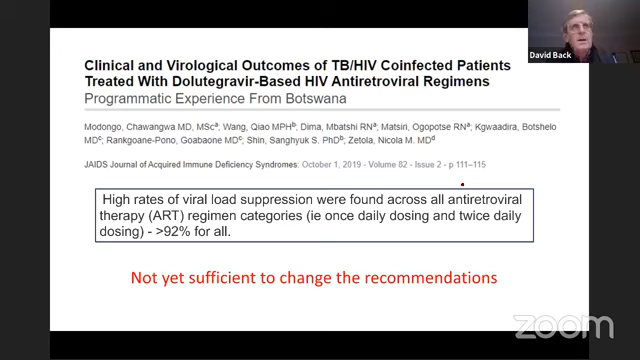 Clinical and Virological Outcomes of TB/HIV Coinfected Patients
Treated With Dolutegravir-Based HIV Antiretroviral Regimens
Programmatic Experience From Botswana
Modongo, Chawangwa MD, MScª; Wang, Qiao MPHᵇ; Dima, Mbatshi RNª; Matsiri, Ogopotse RNª; Kgwaadira, Botshelo
MDᶜ; Rankgoane-Pono, Goabaone MDᶜ; Shin, Sanghyuk S. PhDᵇ; Zetola, Nicola M. MDᵈ
JAIDS Journal of Acquired Immune Deficiency Syndromes: October 1, 2019 - Volume 82 - Issue 2 - p 111–115
High rates of viral load suppression were found across all antiretroviral
therapy (ART) regimen categories (ie once daily dosing and twice daily
dosing) - >92% for all.
Not yet sufficient to change the recommendations
David Back
zoom